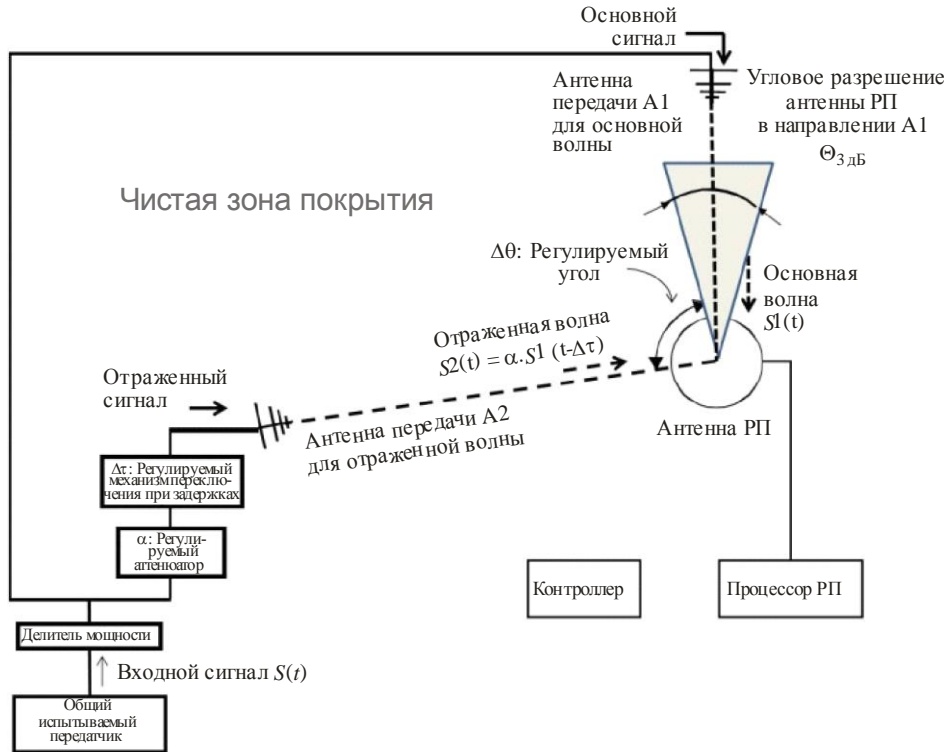 Основной
сигнал
Антенна
передачи А1
для основной
волны
Угловое разрешение
антенны РП
в направлении А1
Θ3 дБ
Чистая зона покрытия
Δθ: Регулируемый
угол
Основная
волна
S1(t)
Отраженная волна
S2(t) = α.S1 (t-Δτ)
Отраженный
сигнал
Антенна передачи А2
для отраженной волны
Антенна РП
Δτ: Регулируемый
механизм переклю-
чения при задержках
α: Регули-
руемый
аттенюатор
Контроллер
Процессор РП
Делитель мощности
Входной сигнал S(t)
Общий
испытываемый
передатчик